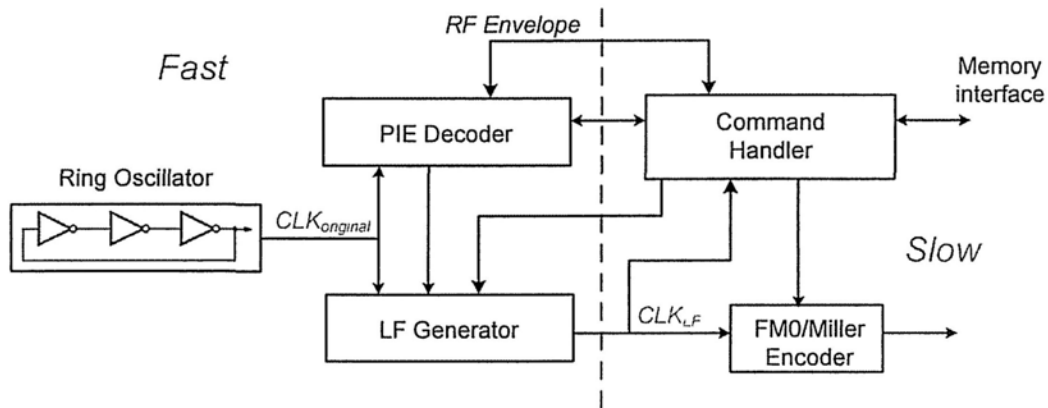 RF Envelope
Fast
Memory
interface
PIE Decoder
Command
Handler
Ring Oscillator
CLKoriginal
Slow
LF Generator
CLKLF
FM0/Miller
Encoder